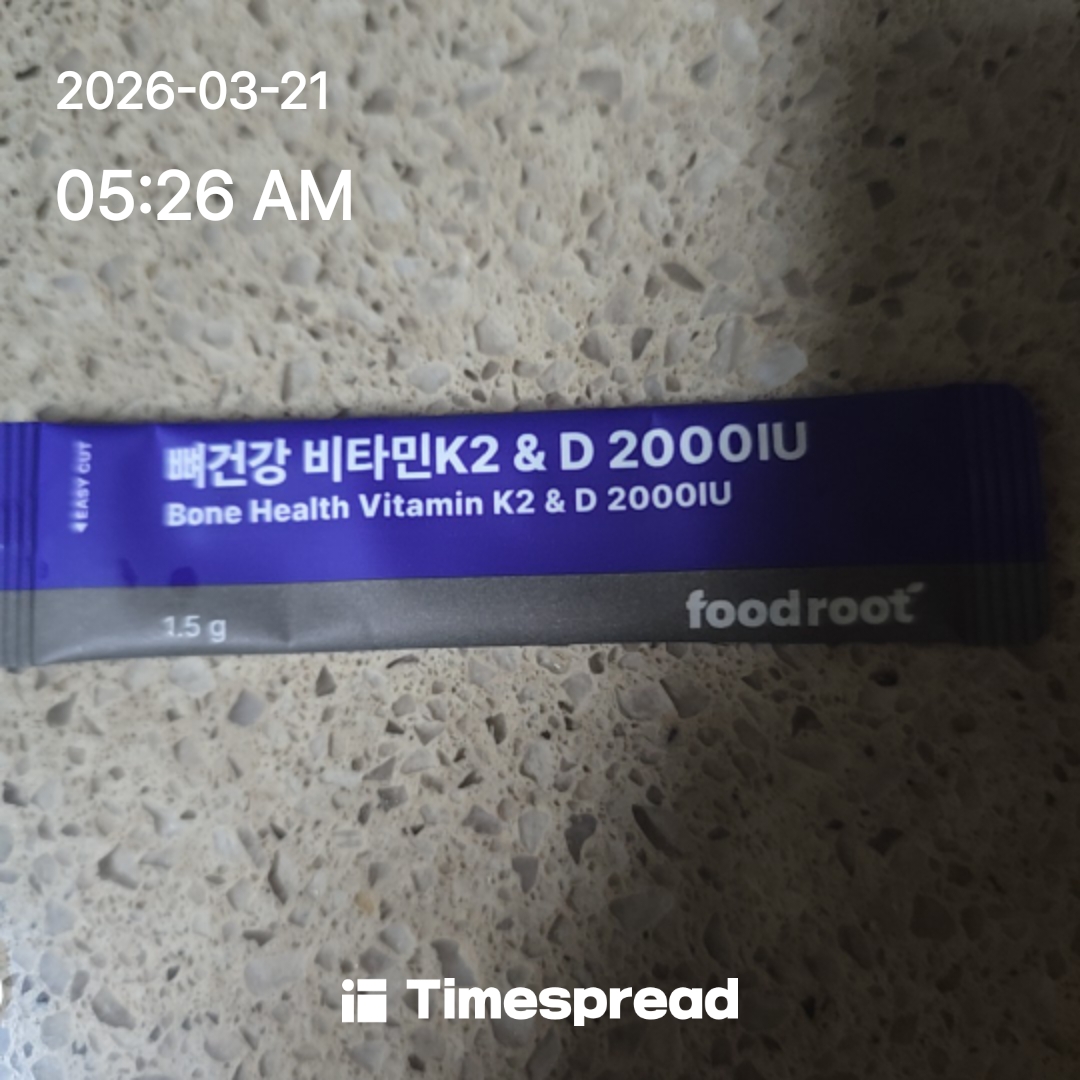 2026-03-21
05:26 AM
EASY CUT
뼈건강 비타민K2 & D 2000IU
Bone Health Vitamin K2 & D 2000IU
1.5 g
foodroot
Timespread